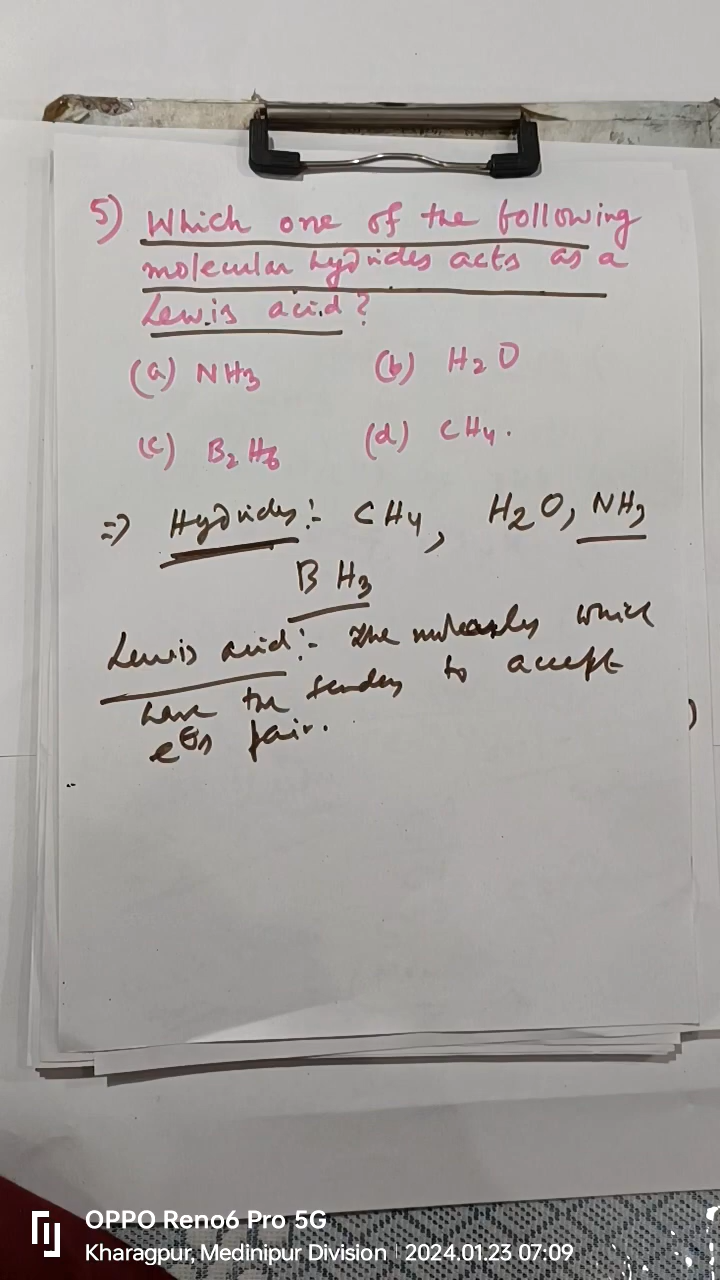 5) Which one of the following
molecular hydrides acts as a
Lewis acid?
(a) NH3 (b) H2O
(c) B2H6 (d) CH4.
=> Hydrides:- CH4, H2O, NH3
BH3
Lewis acid:- The which
have the to accept
pair.
OPPO Reno6 Pro 5G
Kharagpur, Medinipur Division | 2024.01.23 07:09